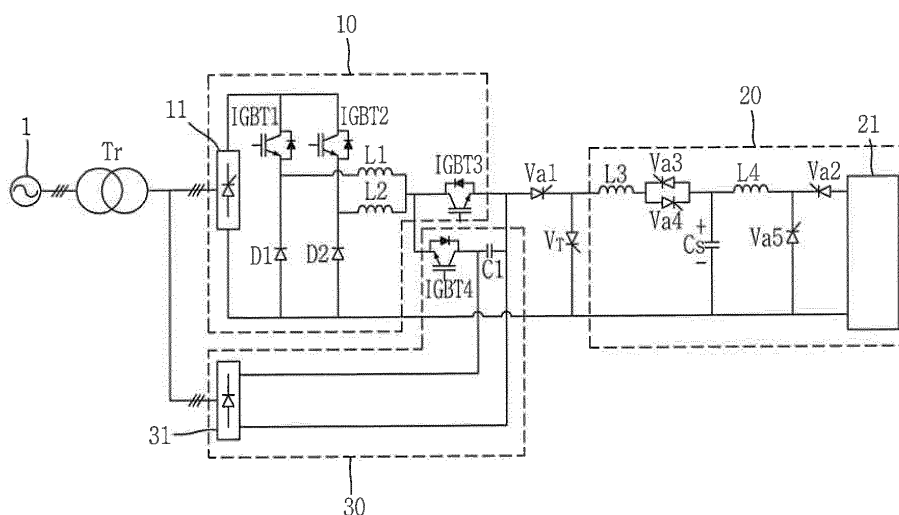 10
20
11
IGBT1
IGBT2
21
1
Tr
L1
IGBT3
Va1
L3
Va3
L4
Va2
L2
Va4
D1
D2
C1
VT
+
Cs
-
Va5
IGBT4
31
30